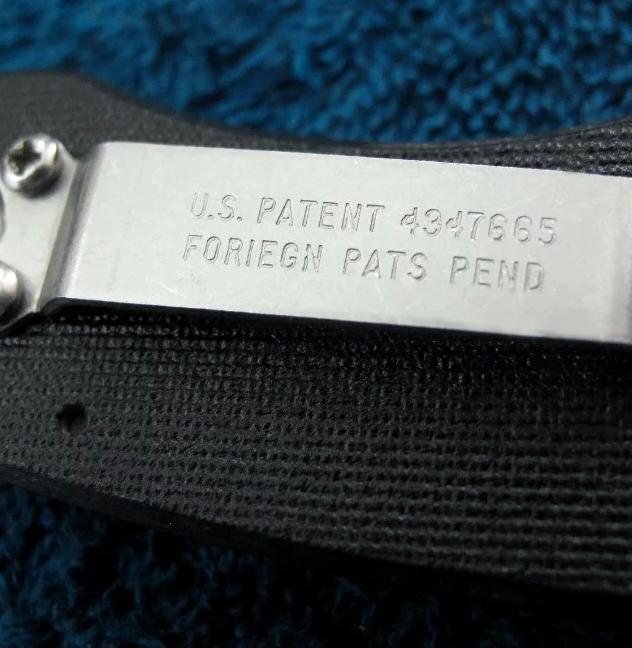 U.S. PATENT 4347665
FORIEGN PATS PEND